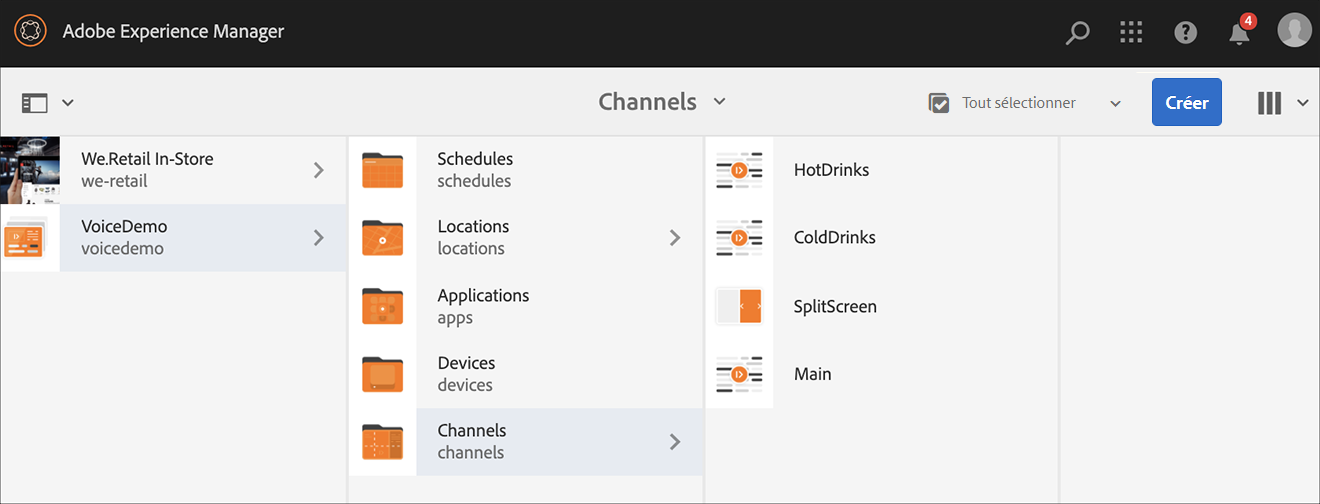 Adobe Experience Manager
4
Channels
Tout sélectionner
Créer
We.Retail In-Store
we-retail
VoiceDemo
voicedemo
Schedules
schedules
Locations
locations
Applications
apps
Devices
devices
Channels
channels
HotDrinks
ColdDrinks
SplitScreen
Main